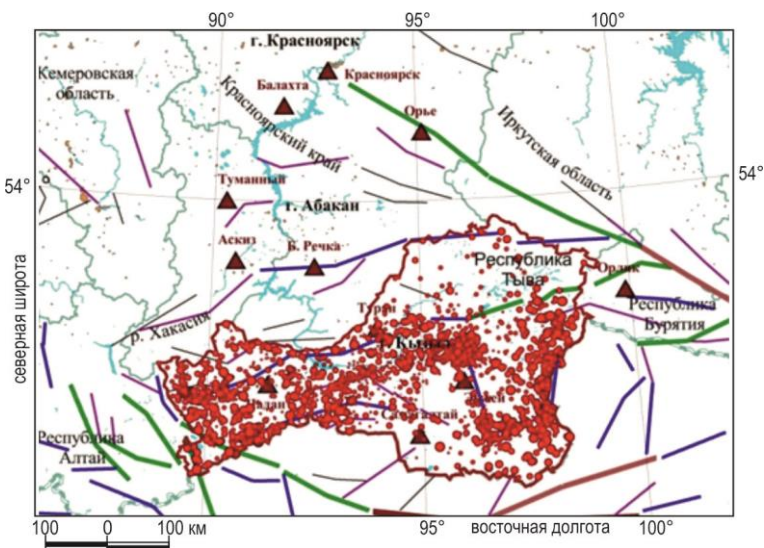 90°
95°
100°
г. Красноярск
Красноярск
Кемеровская
область
Балахта
Орье
Красноярский край
Иркутская область
54°
54°
Туманный
г. Абакан
Аскиз
Б. Речка
Республика
Тыва
Орлик
Республика
Бурятия
Туран
р. Хакасия
г. Кызыл
северная широта
Республика
Алтай
100
0
100 км
95°
восточная долгота
100°